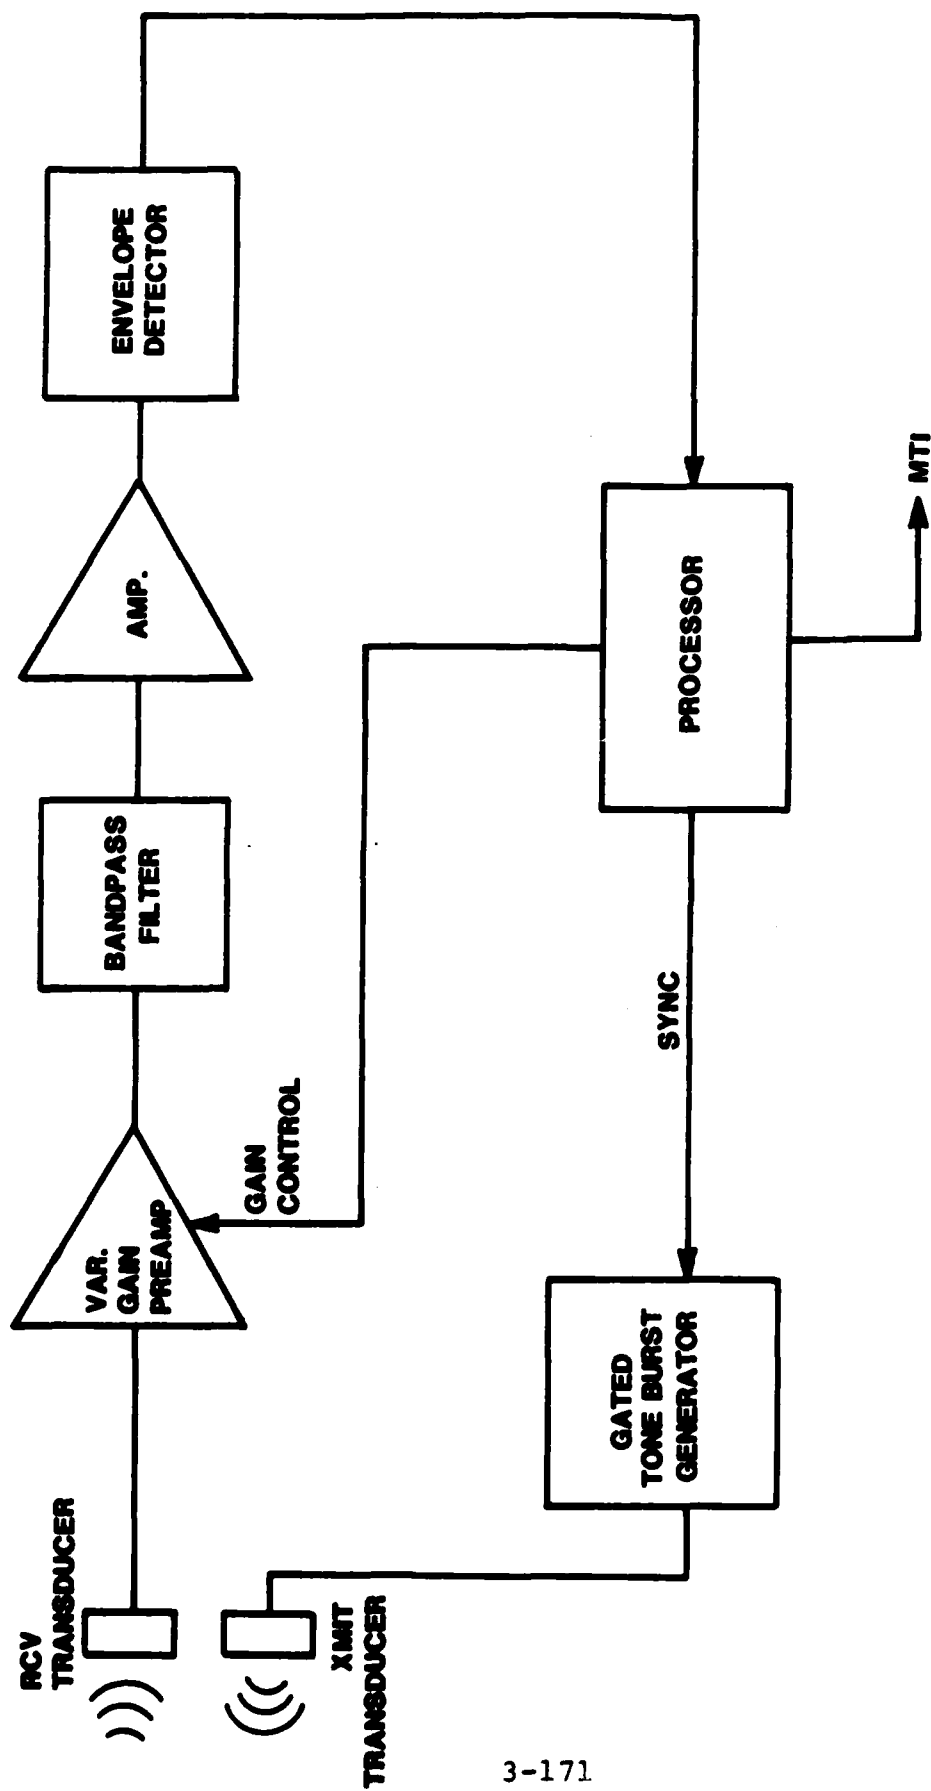 RCV
TRANSDUCER
XMIT
TRANSDUCER
VAR.
GAIN
PREAMP
GAIN
CONTROL
BANDPASS
FILTER
AMP.
ENVELOPE
DETECTOR
GATED
TONE BURST
GENERATOR
SYNC
PROCESSOR
MTI
3-171